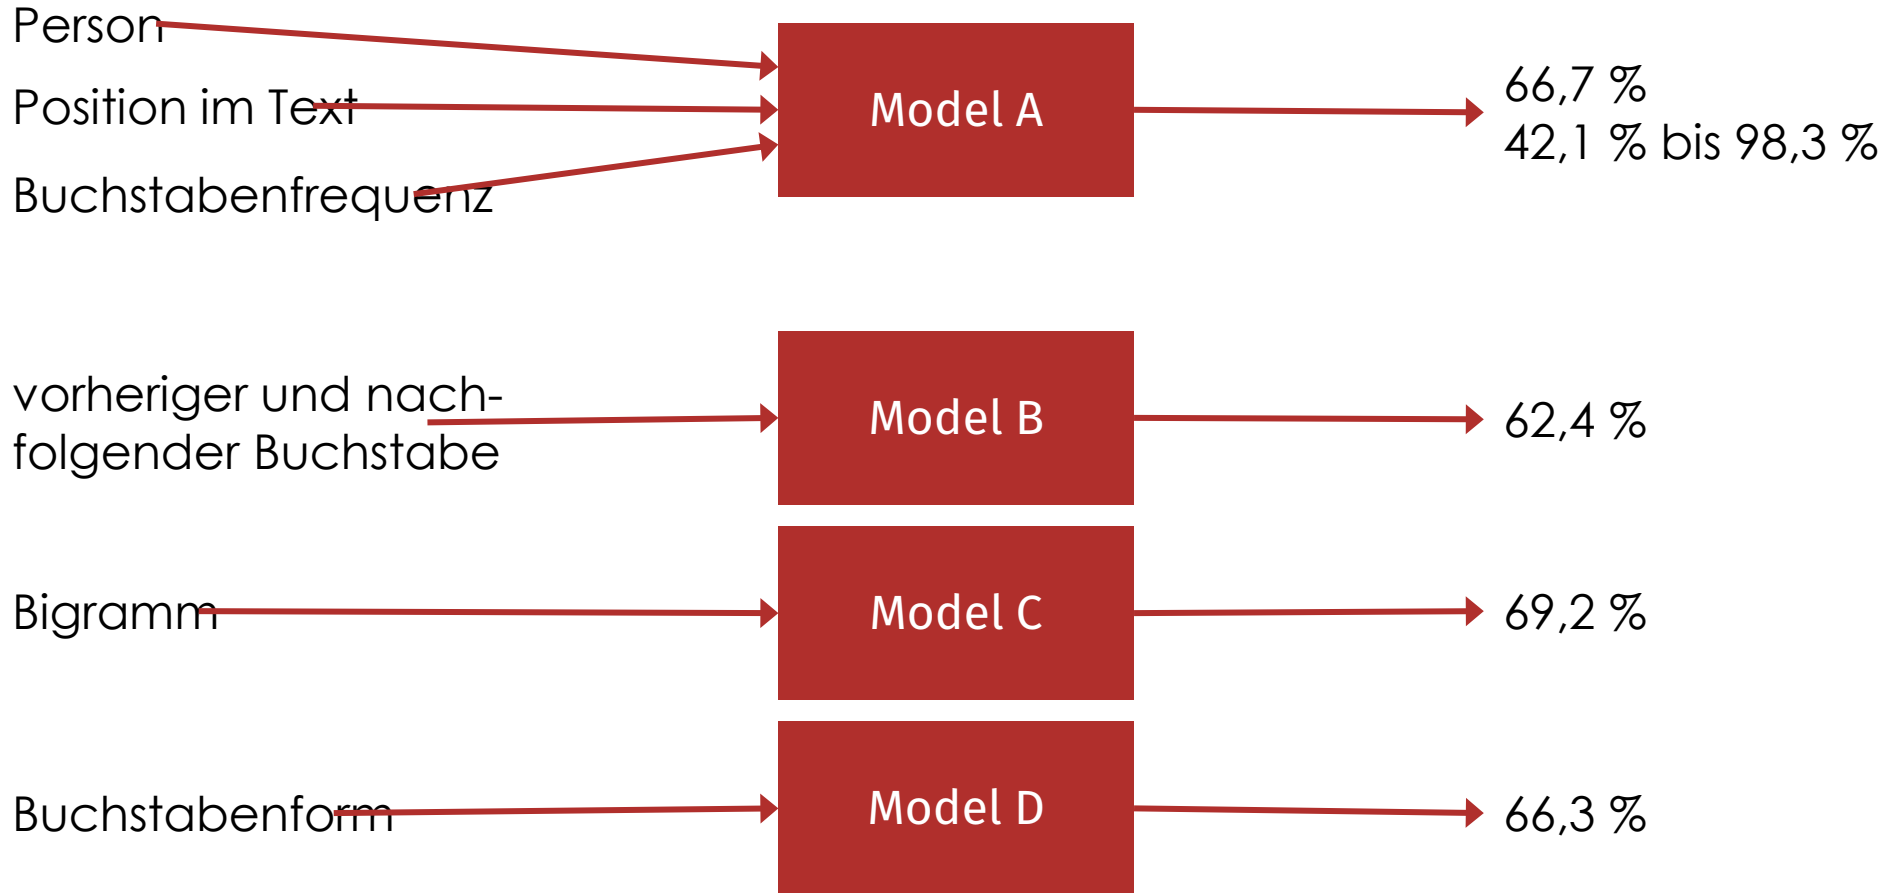 Person
Position im Text
Buchstabenfrequenz
Model A
66,7 %
42,1 % bis 98,3 %
vorheriger und nach-
folgender Buchstabe
Model B
62,4 %
Bigramm
Model C
69,2 %
Buchstabenform
Model D
66,3 %